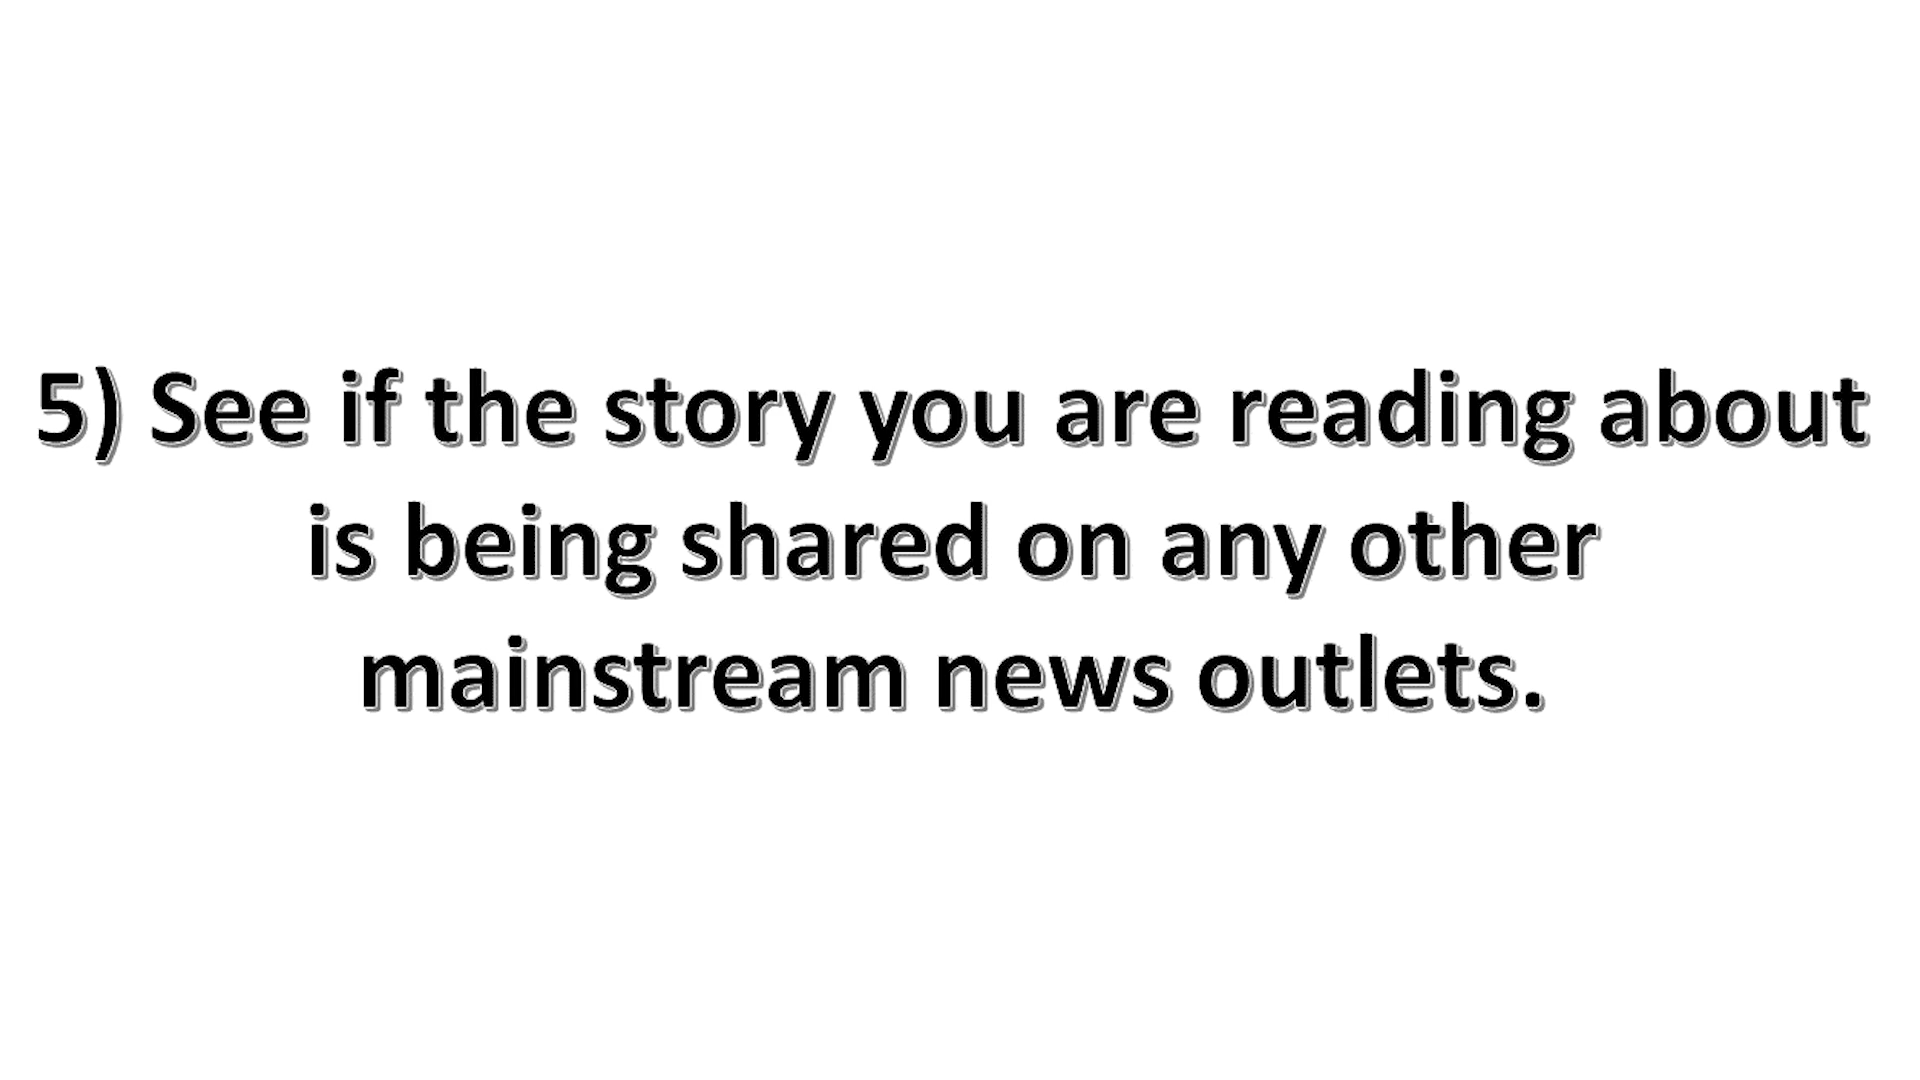 5) See if the story you are reading about
is being shared on any other
mainstream news outlets.